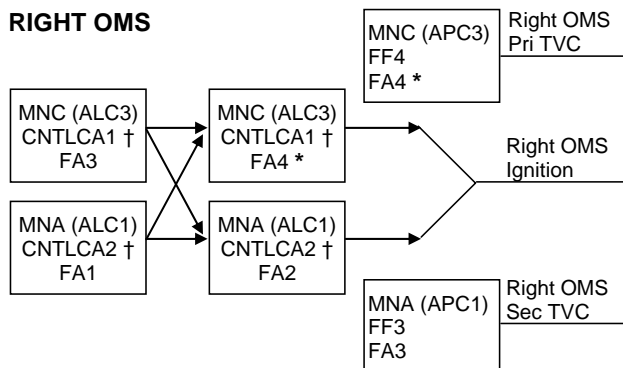 RIGHT OMS
MNC (APC3)
FF4
FA4 *
Right OMS
Pri TVC
MNC (ALC3)
CNTLCA1 †
FA3
MNC (ALC3)
CNTLCA1 †
FA4 *
Right OMS
Ignition
MNA (ALC1)
CNTLCA2 †
FA1
MNA (ALC1)
CNTLCA2 †
FA2
MNA (APC1)
FF3
FA3
Right OMS
Sec TVC